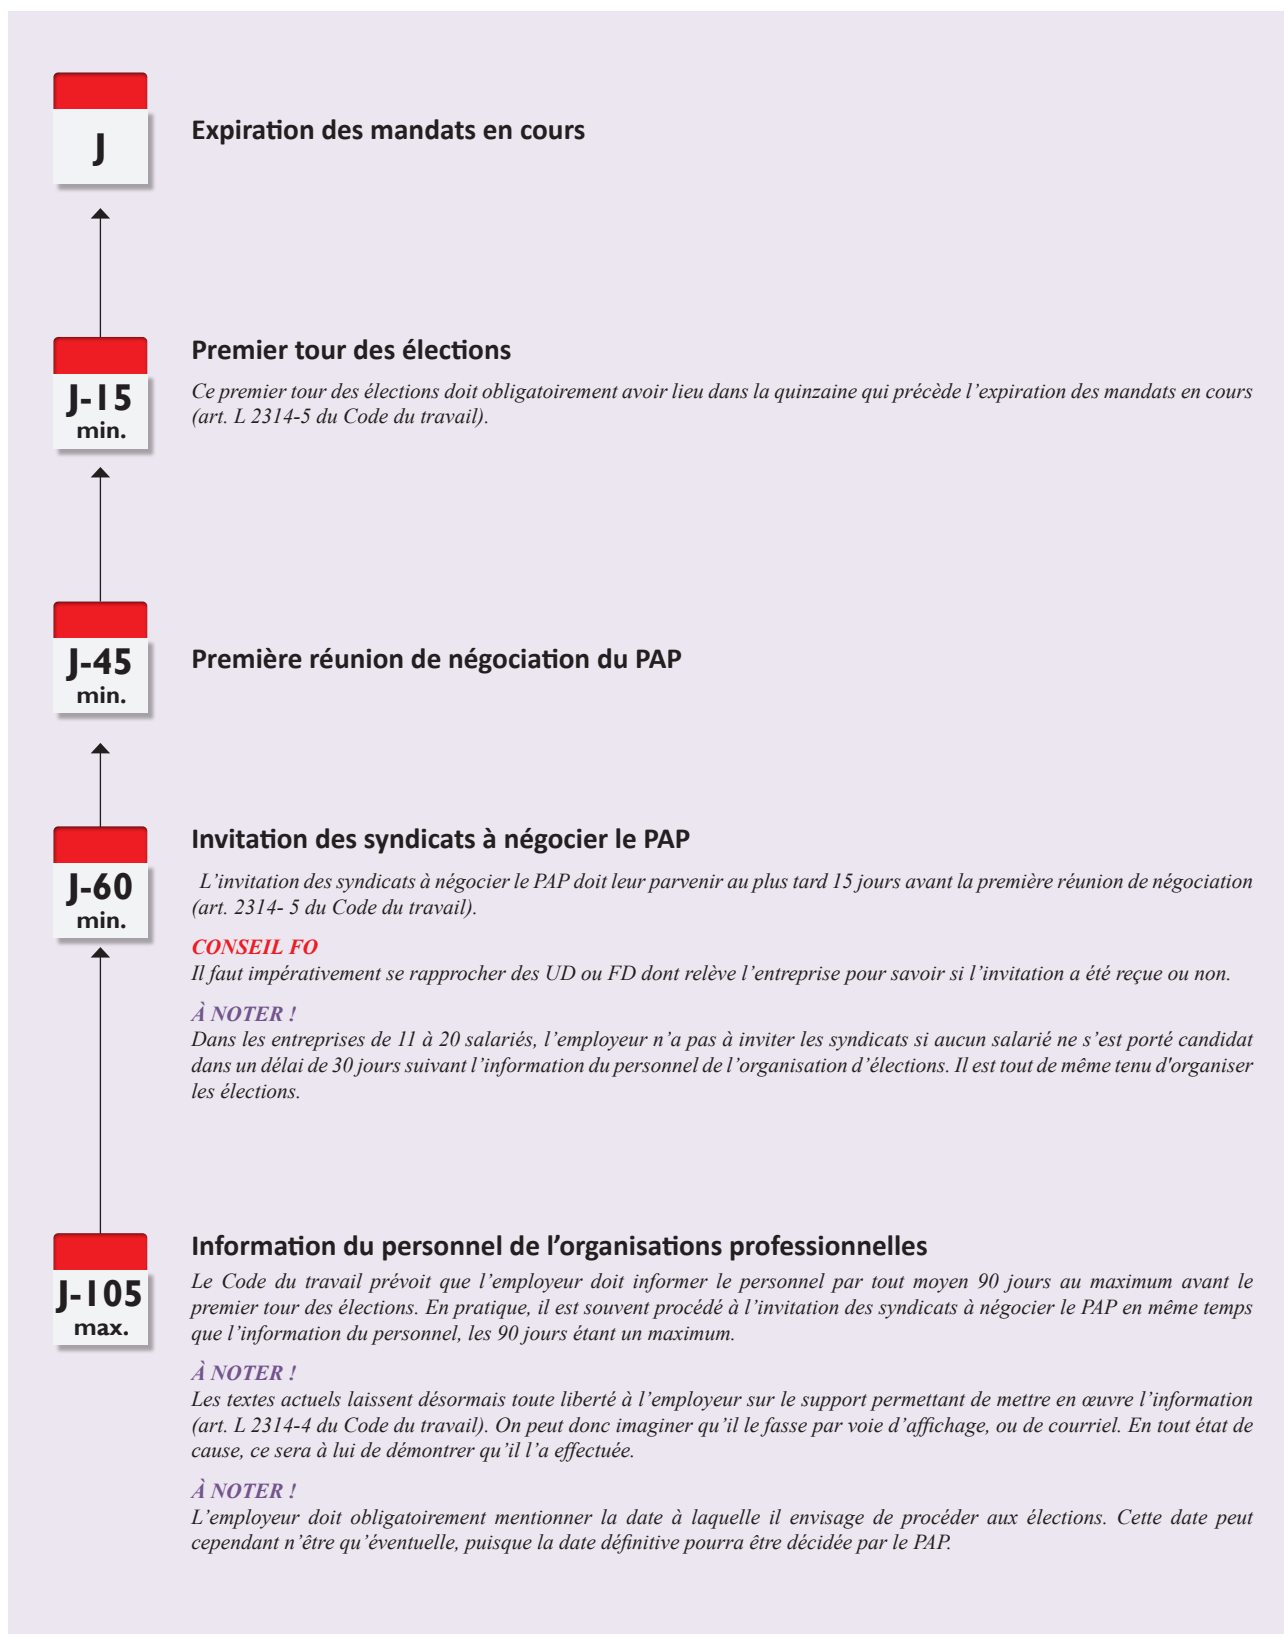 J
Expiration des mandats en cours
J-15
min.
Premier tour des élections
Ce premier tour des élections doit obligatoirement avoir lieu dans la quinzaine qui précède l’expiration des mandats en cours
(art. L 2314-5 du Code du travail).
J-45
min.
Première réunion de négociation du PAP
J-60
min.
Invitation des syndicats à négocier le PAP
L’invitation des syndicats à négocier le PAP doit leur parvenir au plus tard 15 jours avant la première réunion de négociation
(art. 2314- 5 du Code du travail).
CONSEIL FO
Il faut impérativement se rapprocher des UD ou FD dont relève l’entreprise pour savoir si l’invitation a été reçue ou non.
À NOTER !
Dans les entreprises de 11 à 20 salariés, l’employeur n’a pas à inviter les syndicats si aucun salarié ne s’est porté candidat
dans un délai de 30 jours suivant l’information du personnel de l’organisation d’élections. Il est tout de même tenu d'organiser
les élections.
J-105
max.
Information du personnel de l’organisations professionnelles
Le Code du travail prévoit que l’employeur doit informer le personnel par tout moyen 90 jours au maximum avant le
premier tour des élections. En pratique, il est souvent procédé à l’invitation des syndicats à négocier le PAP en même temps
que l’information du personnel, les 90 jours étant un maximum.
À NOTER !
Les textes actuels laissent désormais toute liberté à l’employeur sur le support permettant de mettre en œuvre l’information
(art. L 2314-4 du Code du travail). On peut donc imaginer qu’il le fasse par voie d’affichage, ou de courriel. En tout état de
cause, ce sera à lui de démontrer qu’il l’a effectuée.
À NOTER !
L’employeur doit obligatoirement mentionner la date à laquelle il envisage de procéder aux élections. Cette date peut
cependant n’être qu’éventuelle, puisque la date définitive pourra être décidée par le PAP.